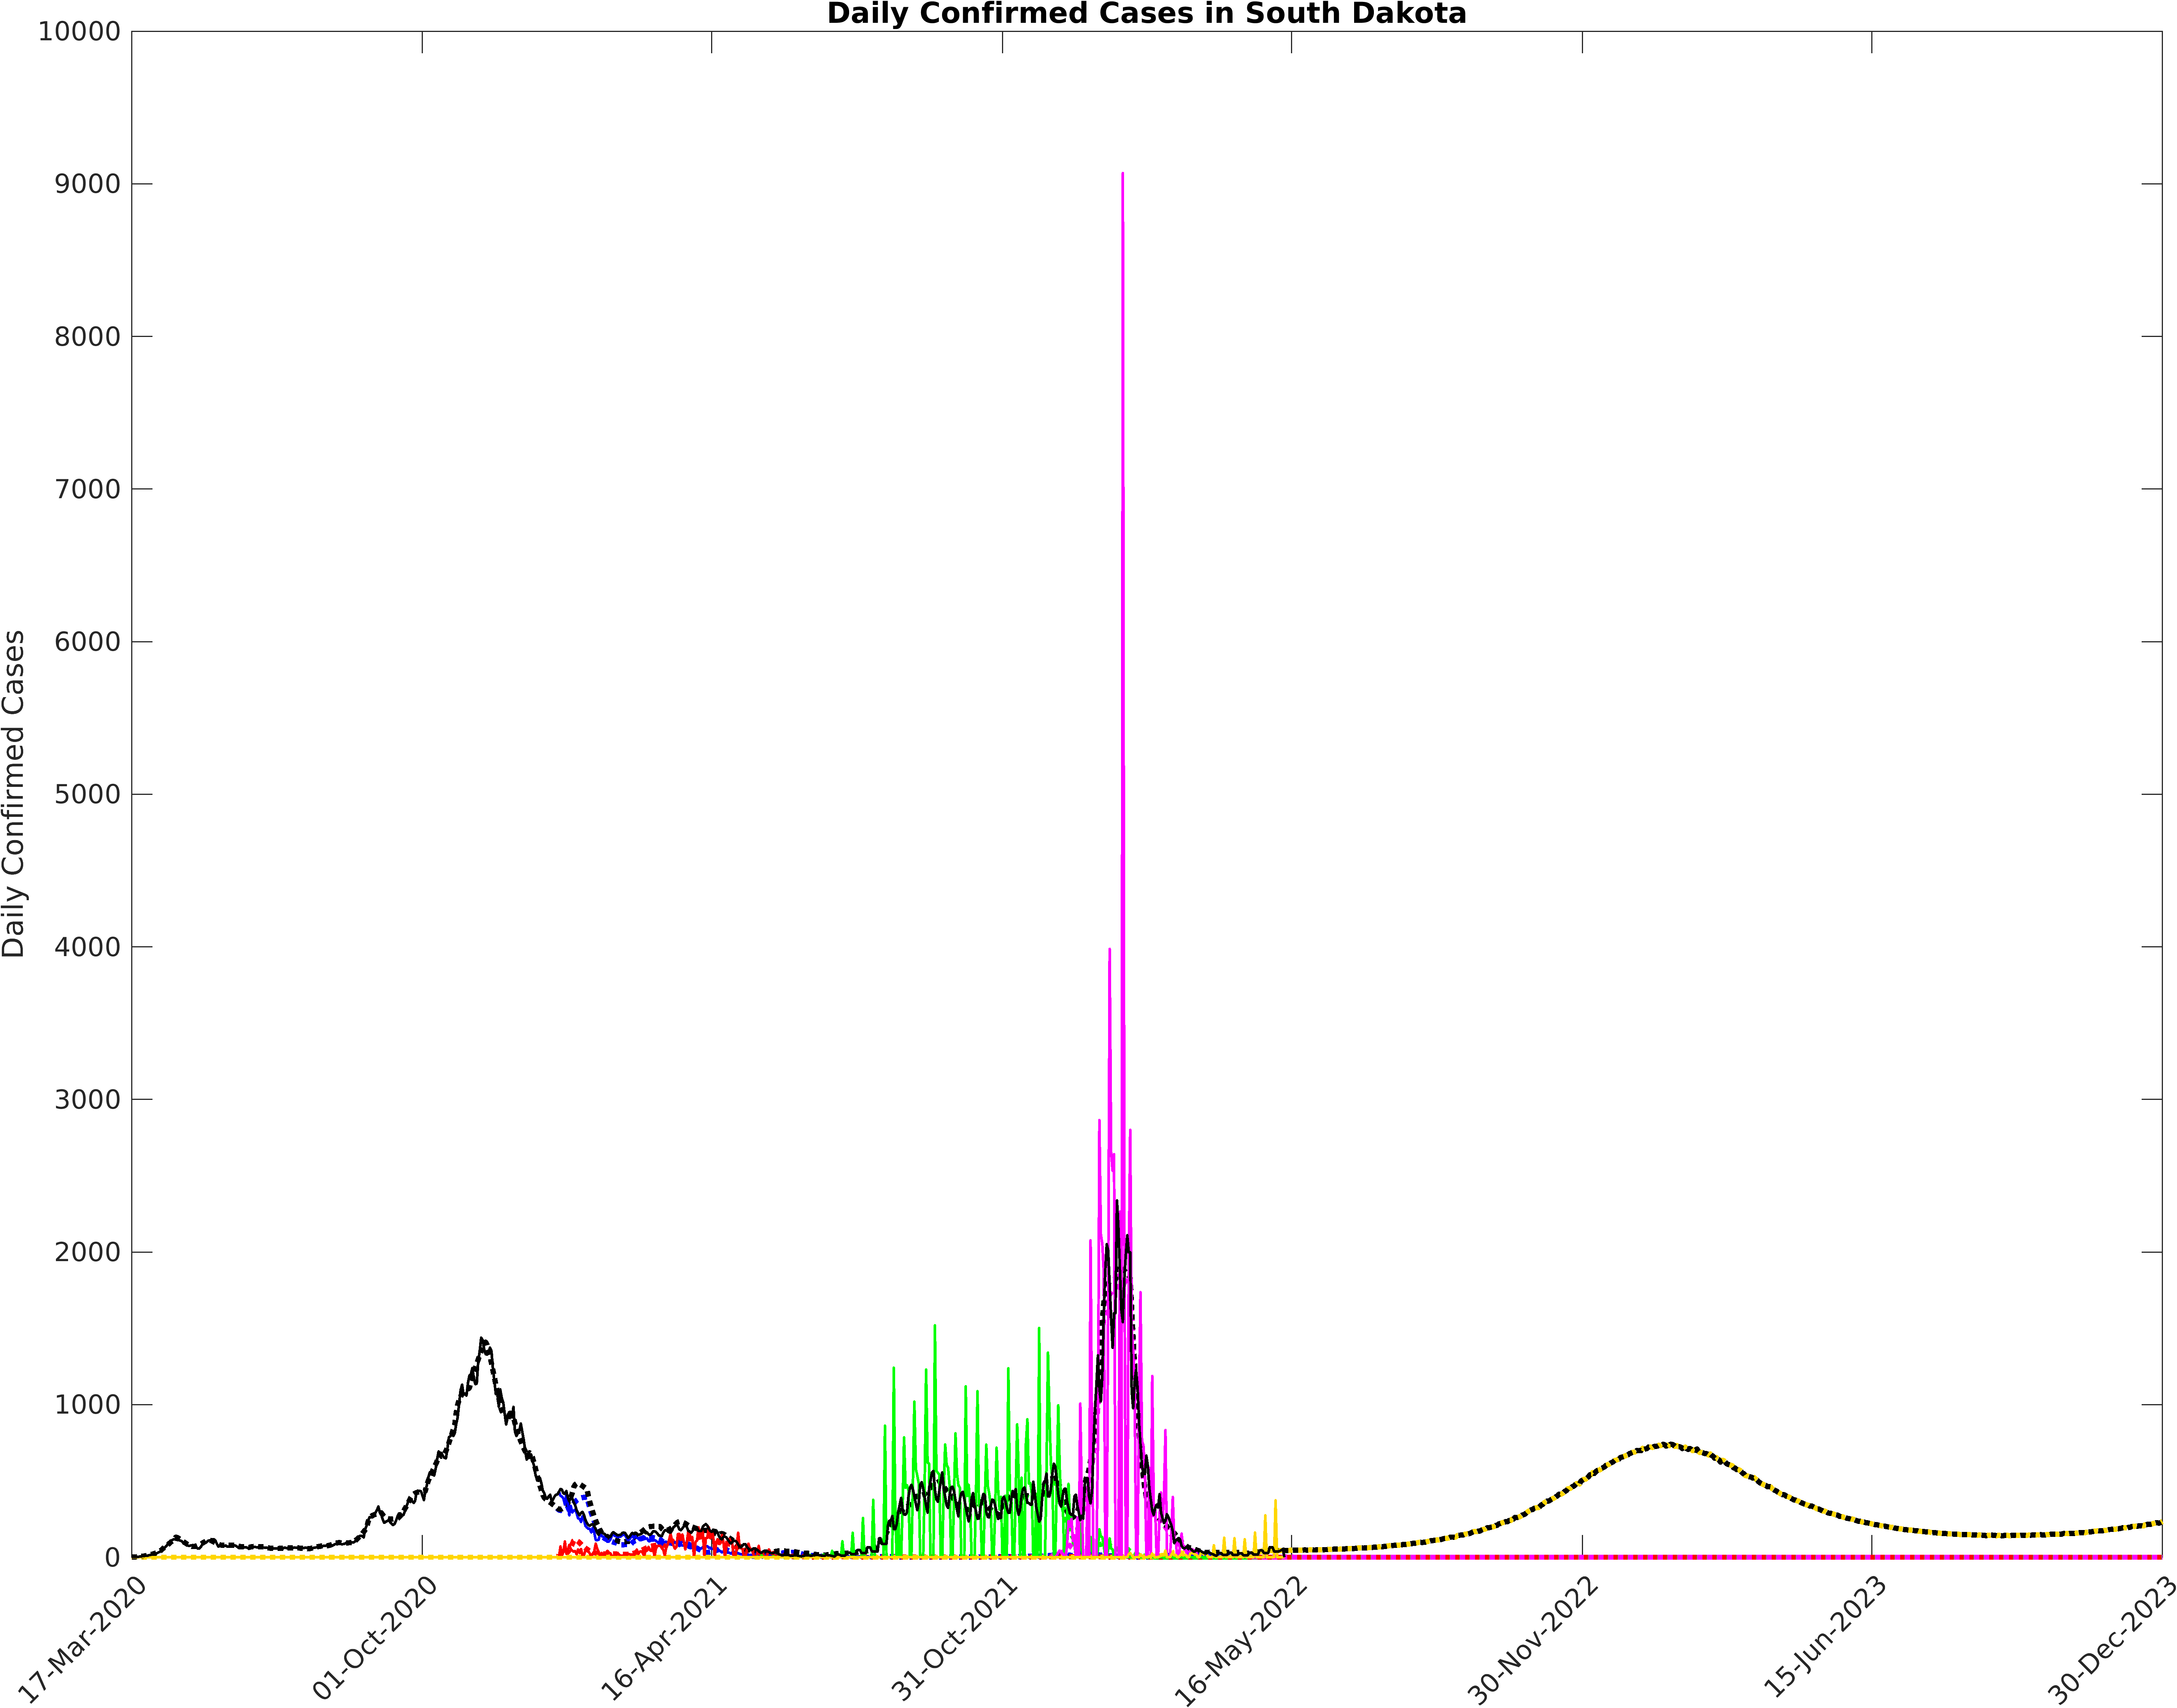 Daily Confirmed Cases in South Dakota
Daily Confirmed Cases
10000
9000
8000
7000
6000
5000
4000
3000
2000
1000
0
17-Mar-2020
01-Oct-2020
16-Apr-2021
31-Oct-2021
16-May-2022
30-Nov-2022
15-Jun-2023
30-Dec-2023